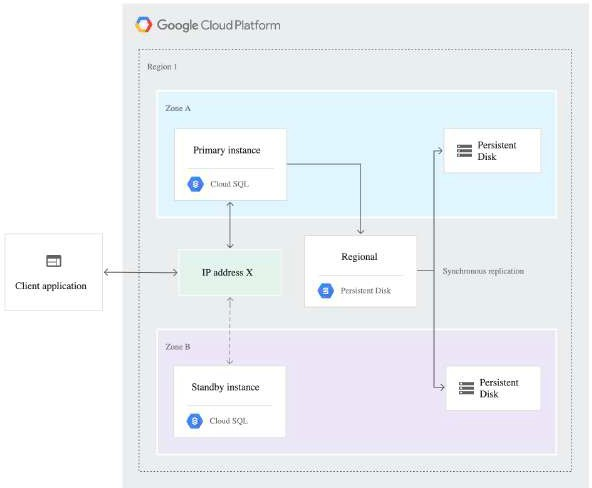 Google Cloud Platform
Region 1
Zone A
Primary instance
Cloud SQL
Persistent
Disk
Client application
IP address X
Regional
Persistent Disk
Synchronous replication
Zone B
Standby instance
Cloud SQL
Persistent
Disk